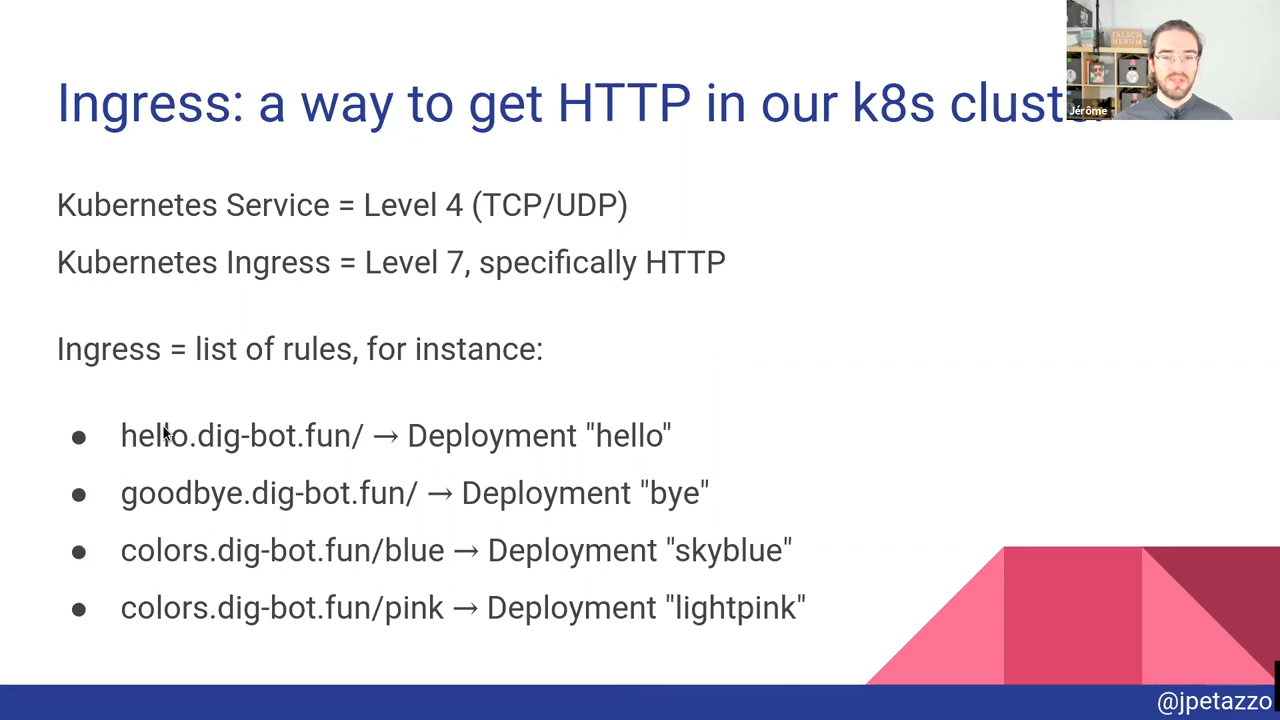 Ingress: a way to get HTTP in our k8s
Jérôme
Kubernetes Service = Level 4 (TCP/UDP)
Kubernetes Ingress = Level 7, specifically HTTP
Ingress = list of rules, for instance:
● hello.dig-bot.fun/ → Deployment "hello"
● goodbye.dig-bot.fun/ → Deployment "bye"
● colors.dig-bot.fun/blue → Deployment "skyblue"
● colors.dig-bot.fun/pink → Deployment "lightpink"
@jpetazzo